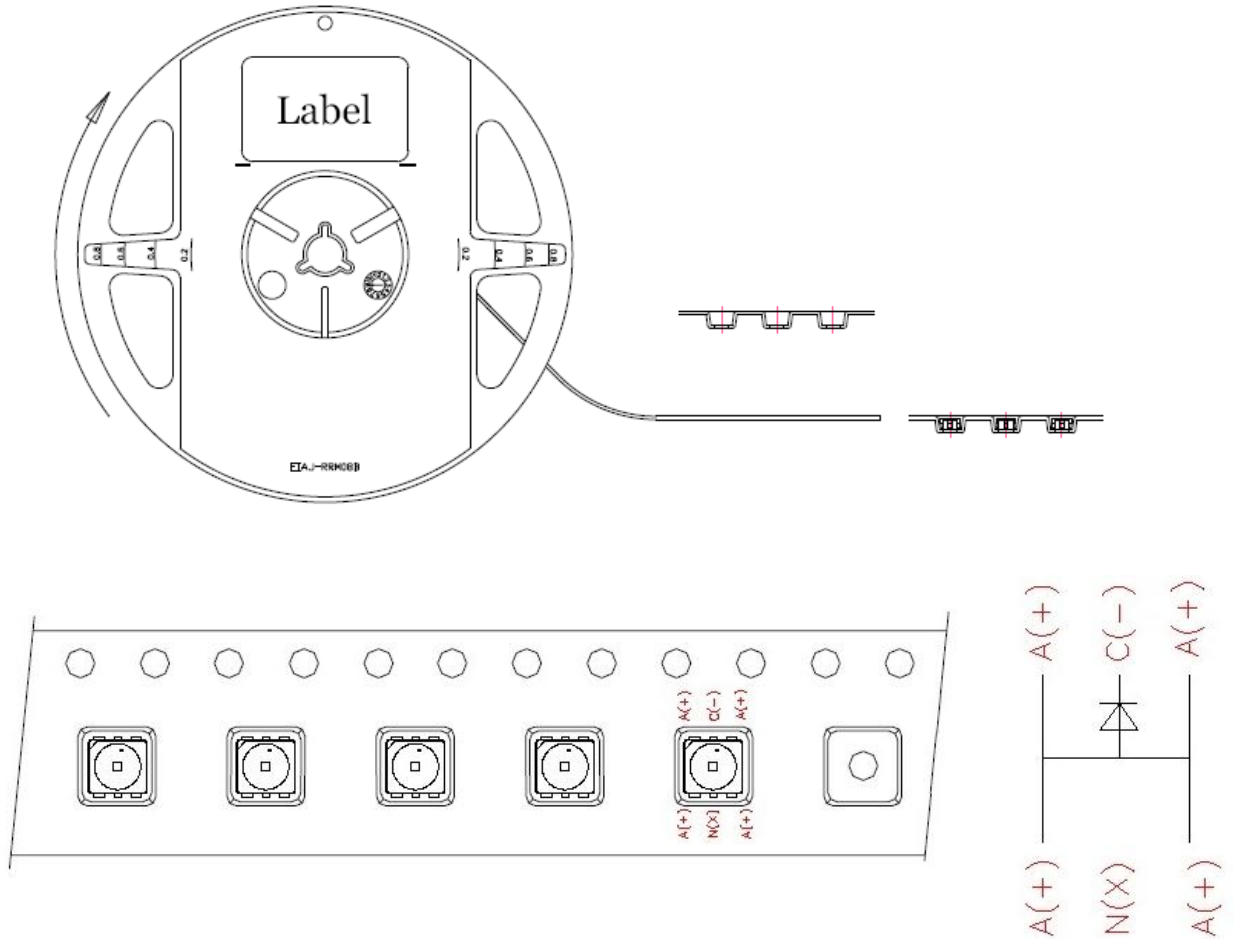 Label
0.8 0.6 0.4 0.2
0.2 0.4 0.6 0.8
EIAJ-RRM08B
A(+) C(-) A(+)
A(+) N(X) A(+)
A(+) C(-) A(+)
A(+) N(X) A(+)